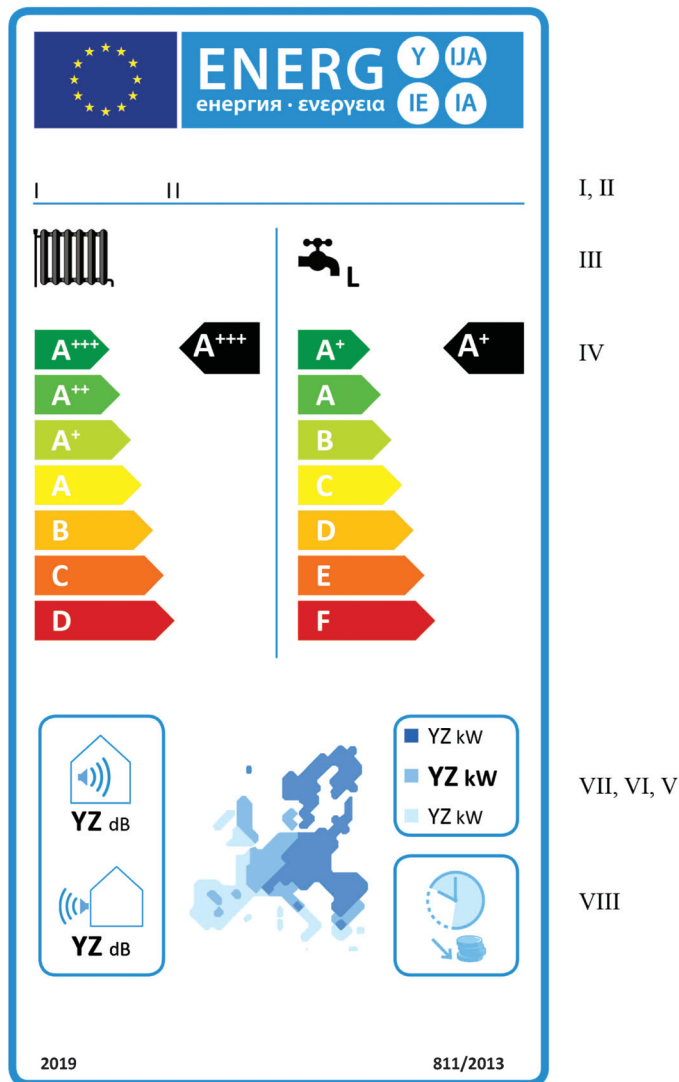 ENERG Y IJA
енергия · ενεργεια IE IA
I II
I, II
L
III
A+++ A+++ A+ A+
IV
A++ A
A+ B
A C
B D
C E
D F
YZ kW
YZ kW
YZ kW
YZ dB
VII, VI, V
YZ dB
VIII
2019 811/2013